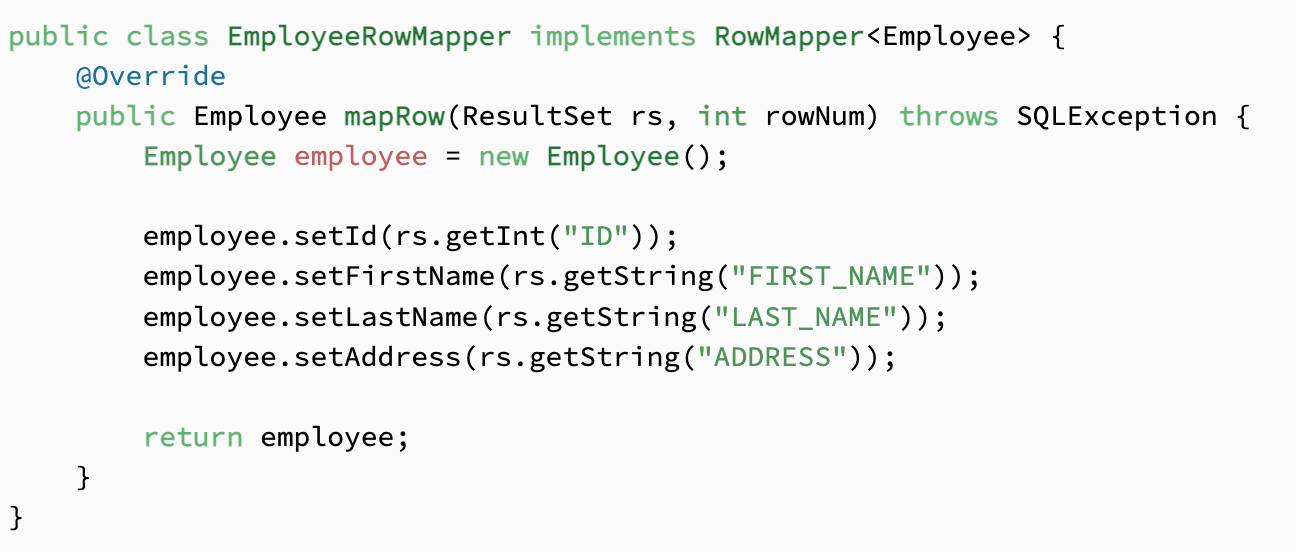 public class EmployeeRowMapper implements RowMapper<Employee> {
    @Override
    public Employee mapRow(ResultSet rs, int rowNum) throws SQLException {
        Employee employee = new Employee();

        employee.setId(rs.getInt("ID"));
        employee.setFirstName(rs.getString("FIRST_NAME"));
        employee.setLastName(rs.getString("LAST_NAME"));
        employee.setAddress(rs.getString("ADDRESS"));

        return employee;
    }
}